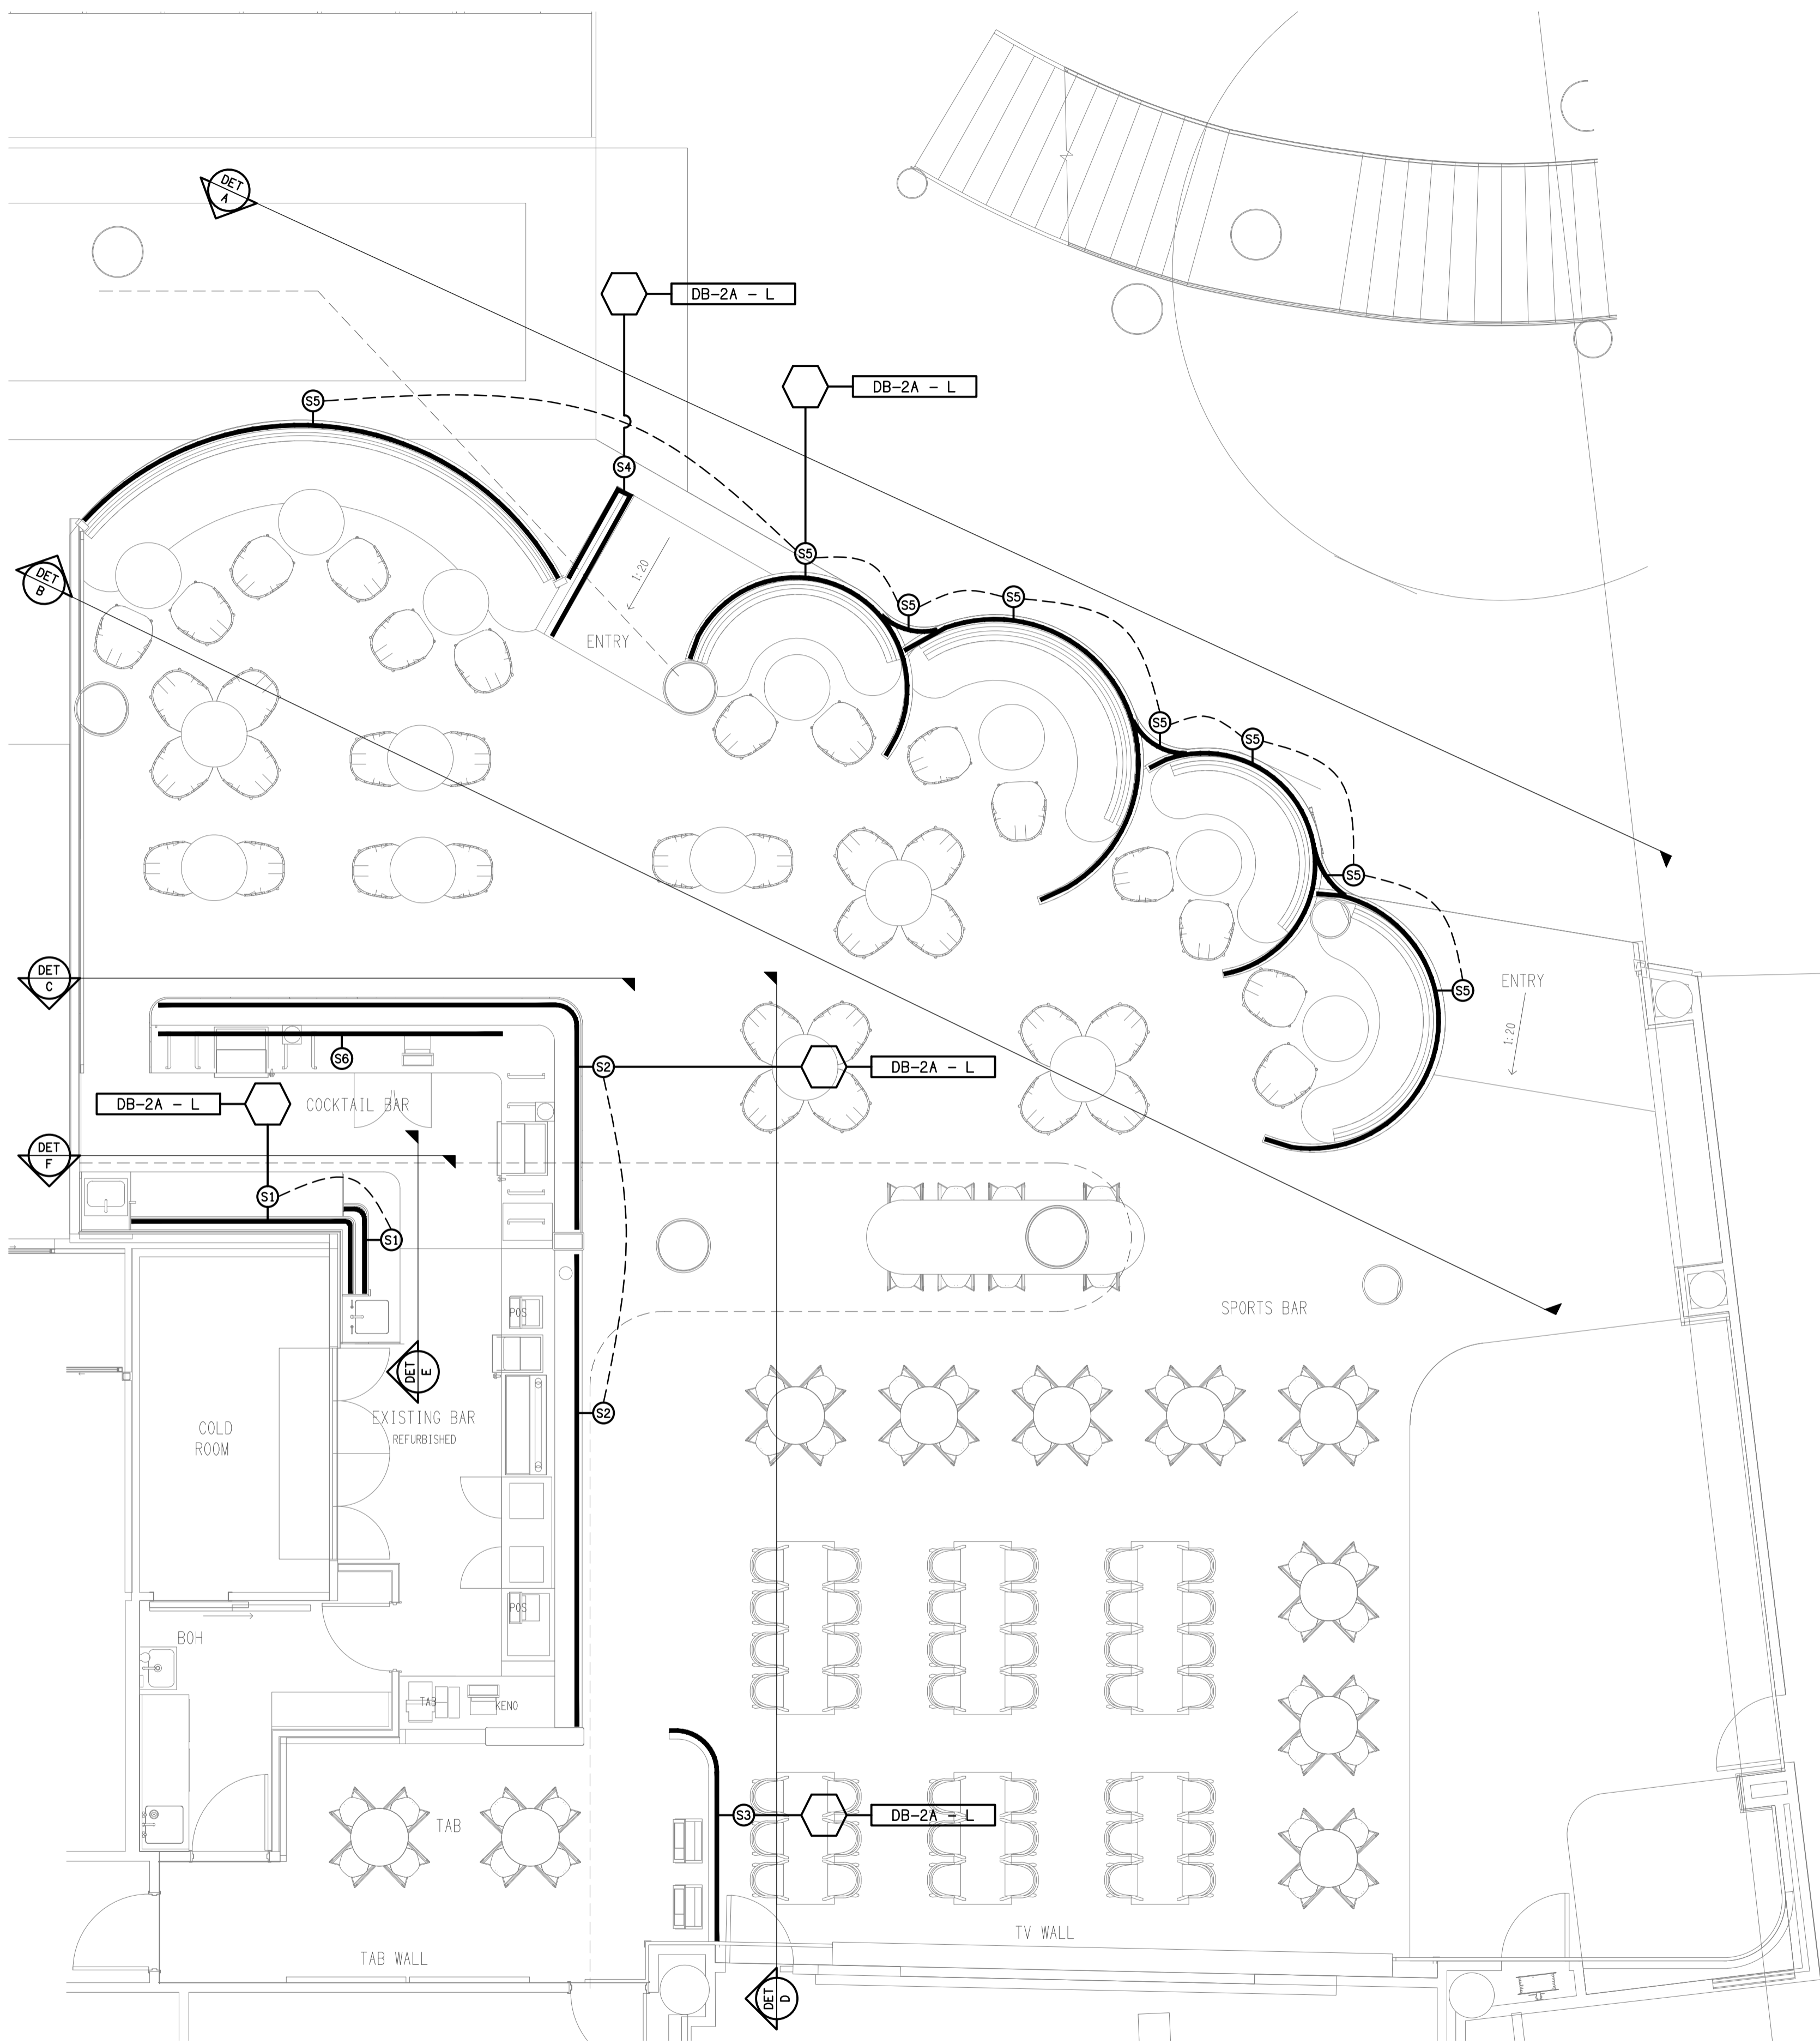 DET
A
DB-2A - L
DB-2A - L
S5
S4
S5
DET
B
1:20
S5
S5
ENTRY
S5
S5
S5
DET
C
ENTRY
S5
1:20
S6
S2
DB-2A - L
DB-2A - L
COCKTAIL BAR
DET
F
S1
S1
POS
SPORTS BAR
DET
E
EXISTING BAR
REFURBISHED
S2
COLD
ROOM
POS
BOH
TAB
KENO
S3
DB-2A - L
TAB
TV WALL
TAB WALL
DET
D